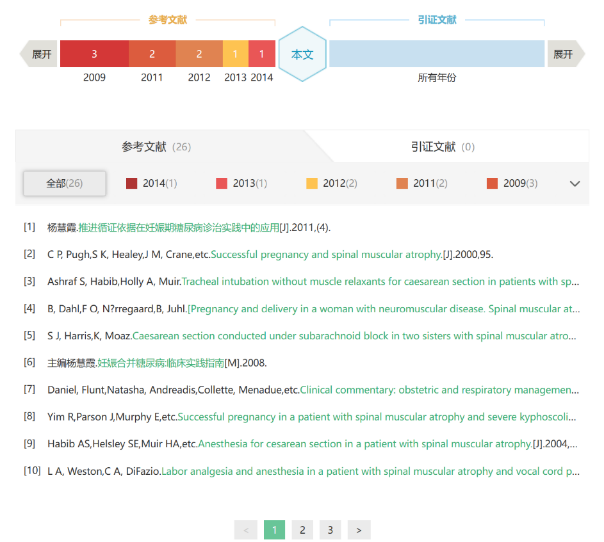 参考文献
引证文献
展开
3
2
2
1
1
本文
展开
2009
2011
2012
2013
2014
所有年份
参考文献 (26)
引证文献 (0)
全部(26)
2014(1)
2013(1)
2012(2)
2011(2)
2009(3)
[1] 杨慧霞.推进循证依据在妊娠期糖尿病诊治实践中的应用[J].2011,(4).
[2] C P, Pugh,S K, Healey,J M, Crane,etc.Successful pregnancy and spinal muscular atrophy.[J].2000,95.
[3] Ashraf S, Habib,Holly A, Muir.Tracheal intubation without muscle relaxants for caesarean section in patients with sp...
[4] B, Dahl,F O, N?rregaard,B, Juhl.[Pregnancy and delivery in a woman with neuromuscular disease. Spinal muscular at...
[5] S J, Harris,K, Moaz.Caesarean section conducted under subarachnoid block in two sisters with spinal muscular atro...
[6] 主编杨慧霞.妊娠合并糖尿病:临床实践指南[M].2008.
[7] Daniel, Flunt,Natasha, Andreadis,Collette, Menadue,etc.Clinical commentary: obstetric and respiratory managemen...
[8] Yim R,Parson J,Murphy E,etc.Successful pregnancy in a patient with spinal muscular atrophy and severe kyphoscoli...
[9] Habib AS,Helsley SE,Muir HA,etc.Anesthesia for cesarean section in a patient with spinal muscular atrophy.[J].2004,...
[10] L A, Weston,C A, DiFazio.Labor analgesia and anesthesia in a patient with spinal muscular atrophy and vocal cord p...
< 1 2 3 >